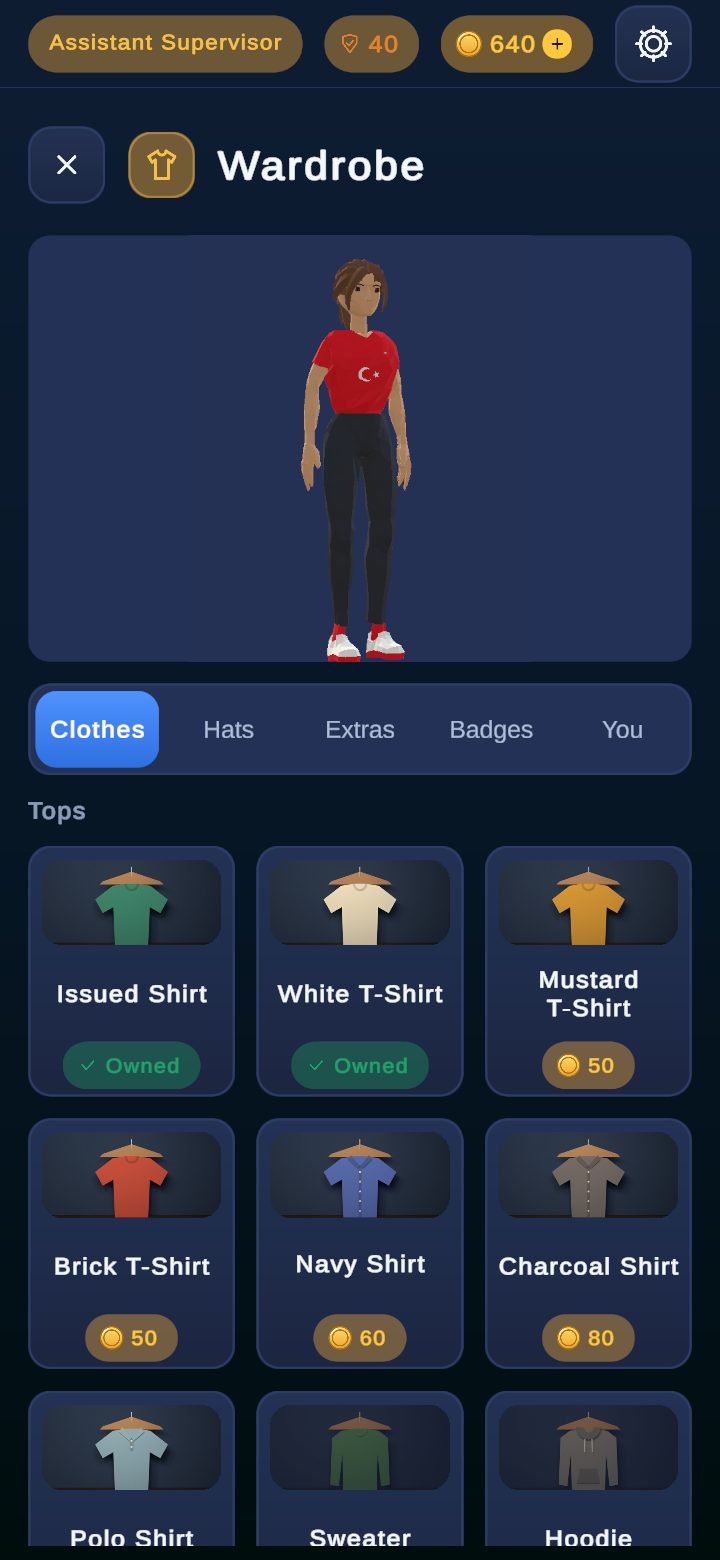 Assistant Supervisor
40
640
Wardrobe
Clothes
Hats
Extras
Badges
You
Tops
Issued Shirt
White T-Shirt
Mustard
T-Shirt
Owned
Owned
50
Brick T-Shirt
Navy Shirt
Charcoal Shirt
50
60
80
Polo Shirt
Sweater
Hoodie